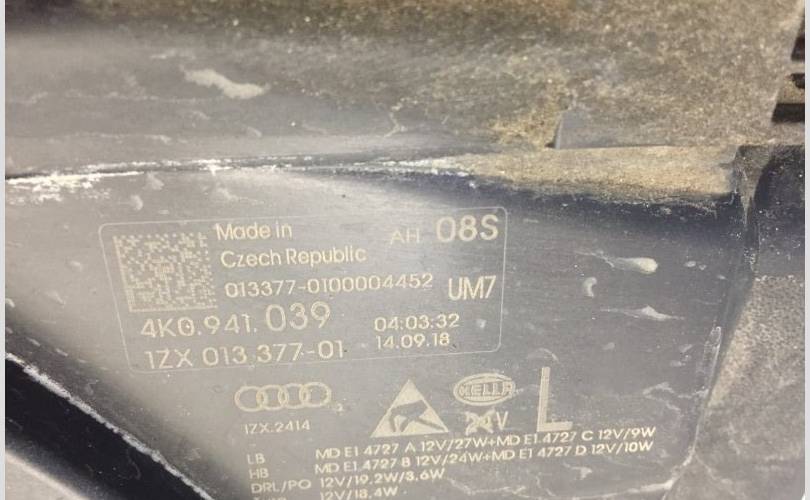 Made in AH 08S
Czech Republic
013377-0100004452 UM7
4K0.941.039 04:03:32
1ZX 013.377-01 14.09.18
HELLA L
1ZX.2414 24V
LB MD E1 4727 A 12V/27W+MD E1.4727 C 12V/9W
HB MD E1.4727 B 12V/24W+MD E1 4727 D 12V/10W
DRL/PO 12V/19,2W/3,6W
12V/18,4W